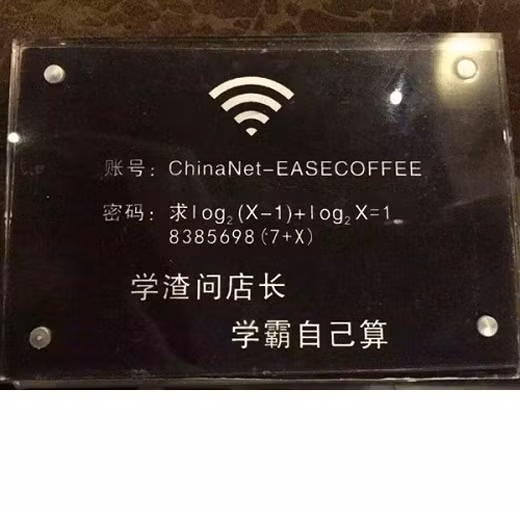 账号: ChinaNet-EASECOFFEE
密码: 求log₂(X-1)+log₂X=1
8385698(7+X)
学渣问店长
学霸自己算